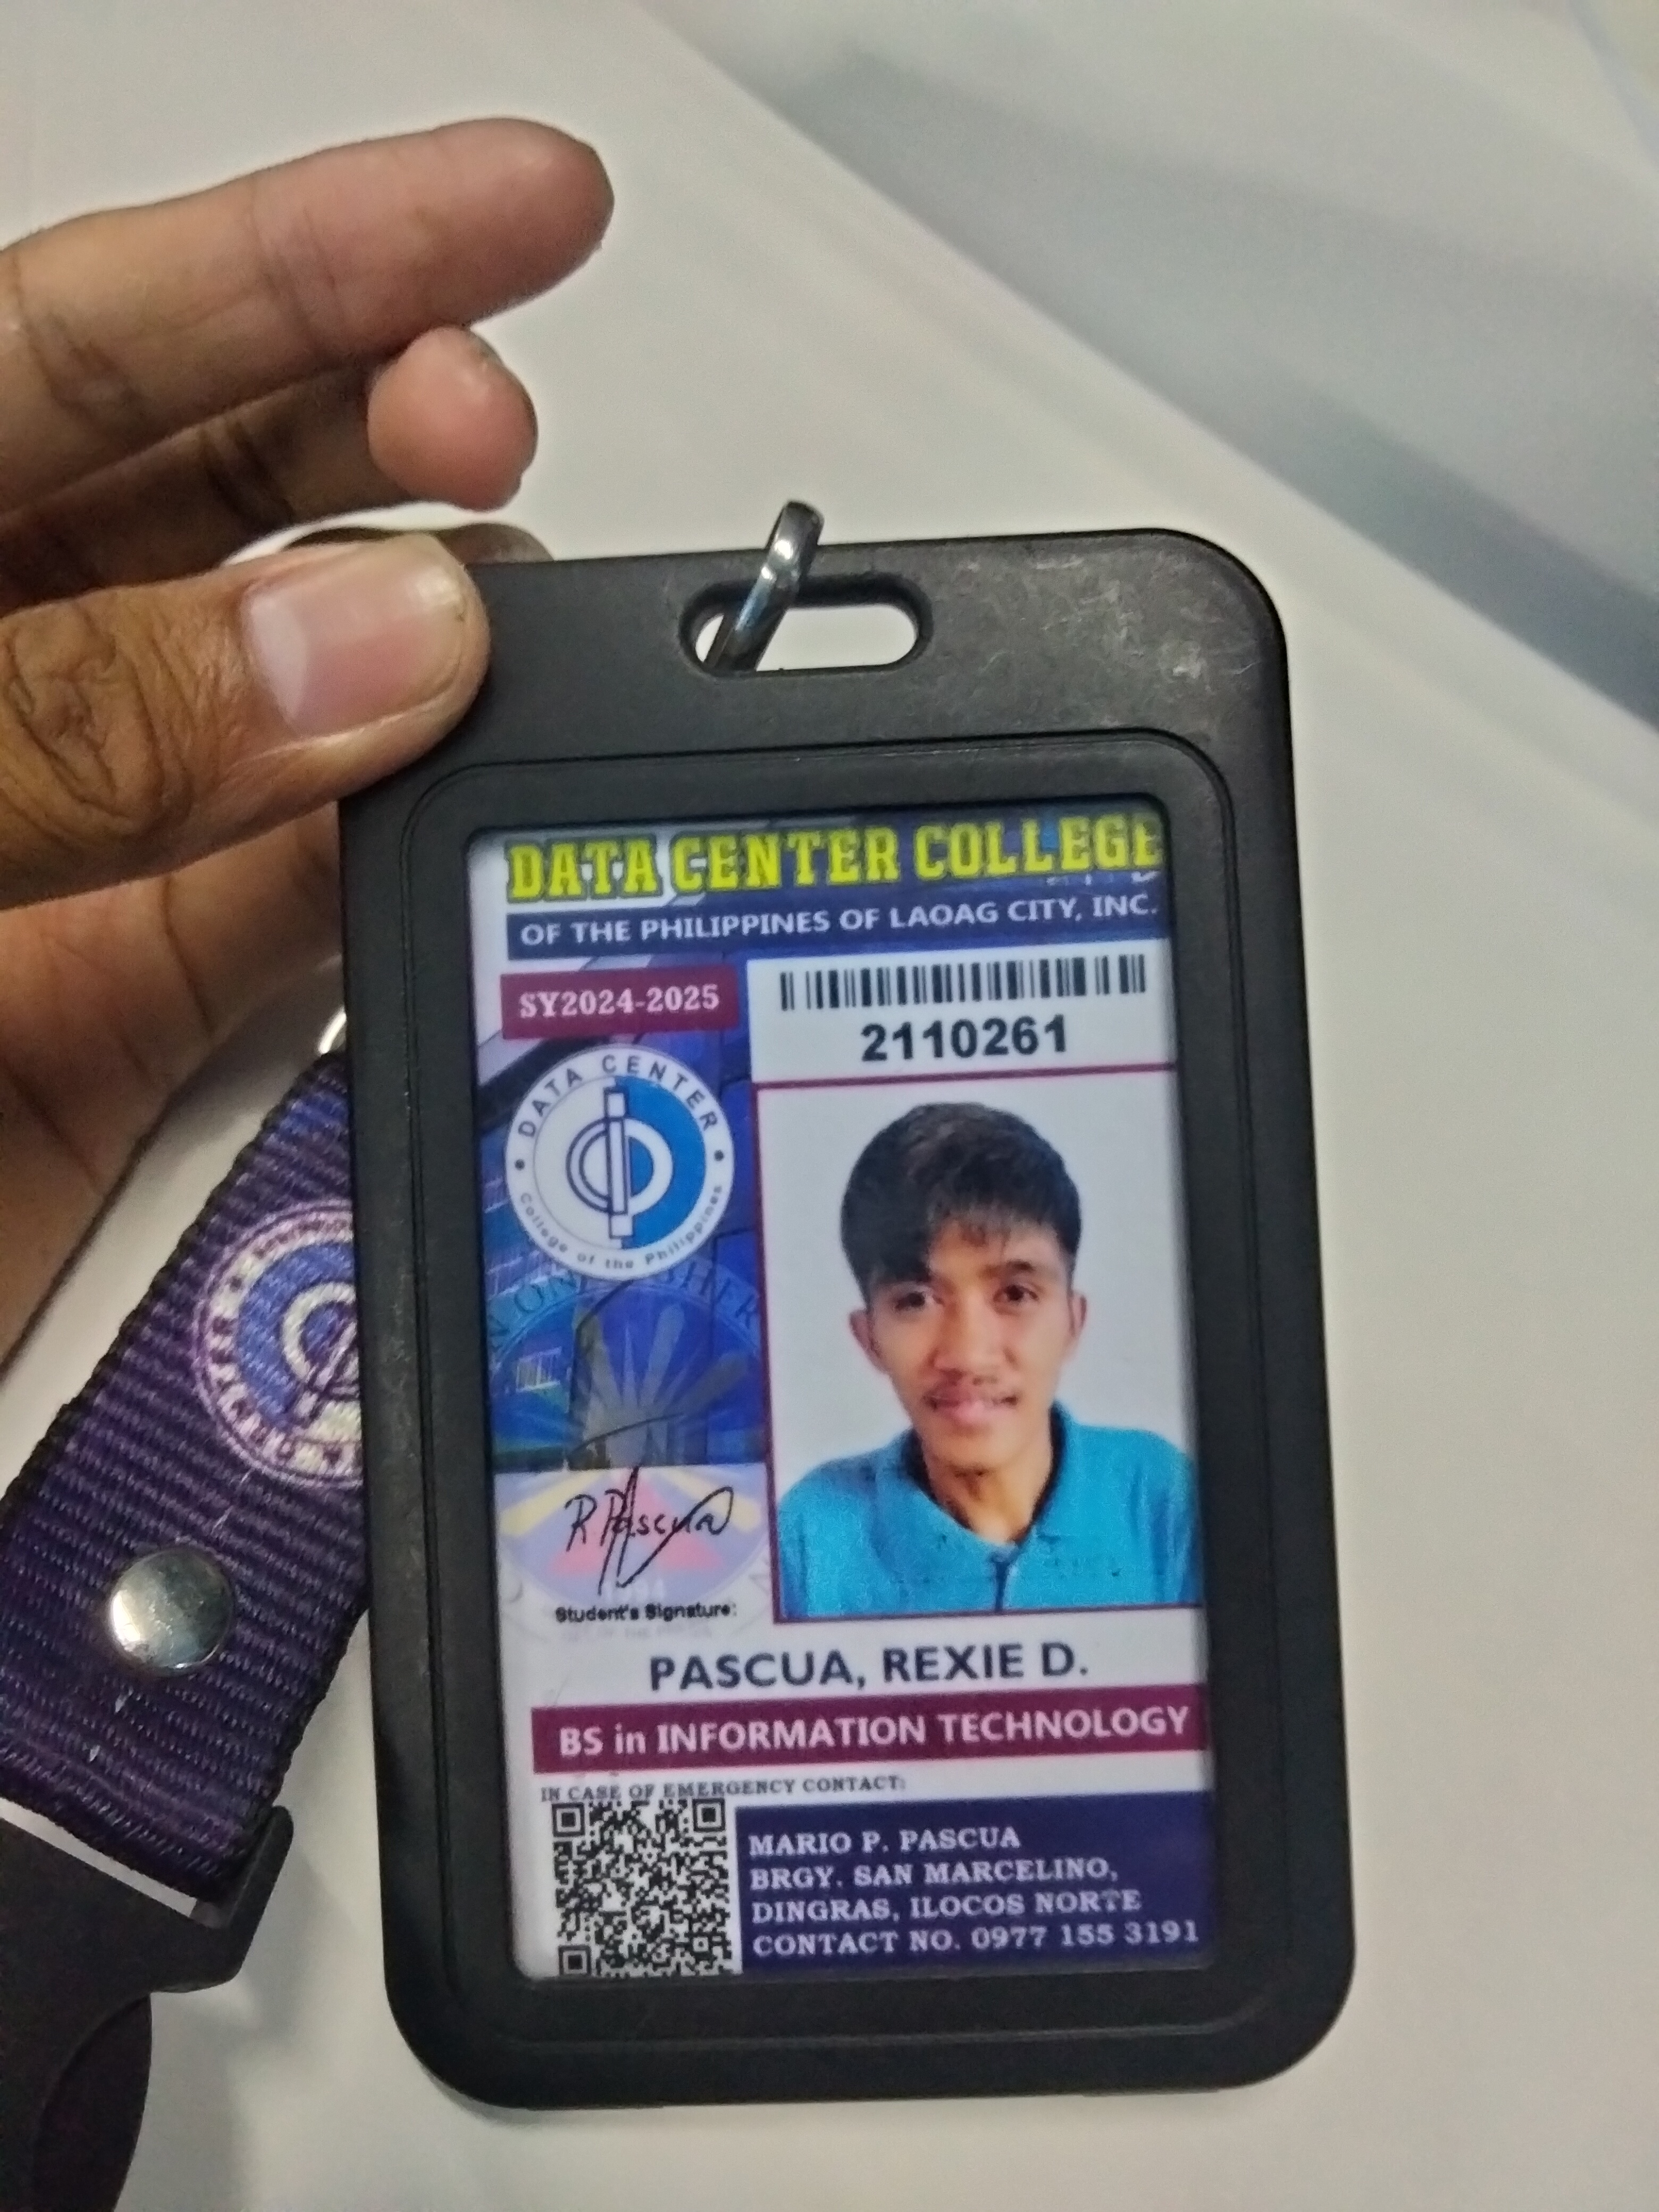 DATA CENTER COLLEGE
OF THE PHILIPPINES OF LAOAG CITY, INC.
SY2024-2025
2110261
DATA CENTER
College of the Philippines
R Pascua
Student's Signature:
PASCUA, REXIE D.
BS in INFORMATION TECHNOLOGY
IN CASE OF EMERGENCY CONTACT:
MARIO P. PASCUA
BRGY. SAN MARCELINO,
DINGRAS, ILOCOS NORTE
CONTACT NO. 0977 155 3191